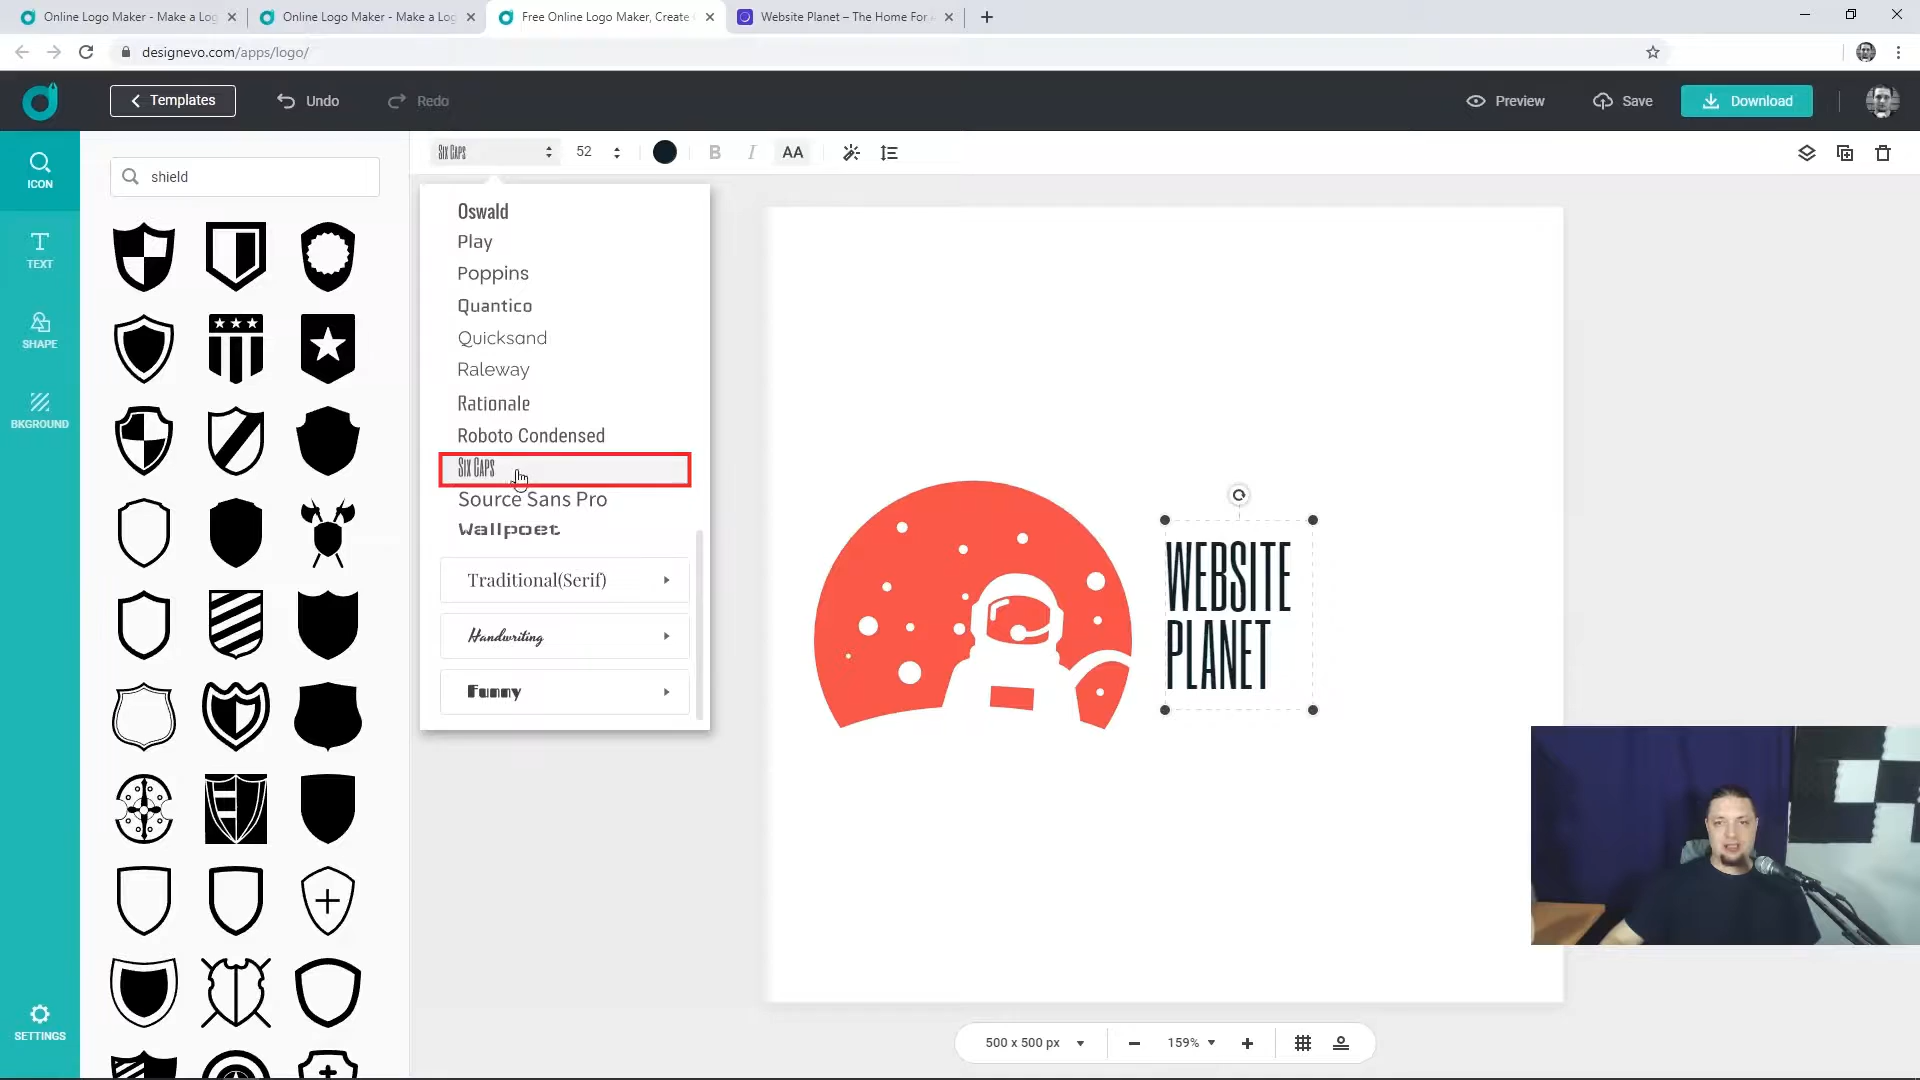 Online Logo Maker - Make a Log
Online Logo Maker - Make a Log
Free Online Logo Maker, Create
Website Planet – The Home For
designevo.com/apps/logo/
Templates
Undo
Redo
Preview
Save
Download
ICON
TEXT
SHAPE
BKGROUND
SETTINGS
shield
Six Caps
52
B
I
AA
Oswald
Play
Poppins
Quantico
Quicksand
Raleway
Rationale
Roboto Condensed
Six Caps
Source Sans Pro
Wallpoet
Traditional(Serif)
Handwriting
Funny
WEBSITE
PLANET
500 x 500 px
159%